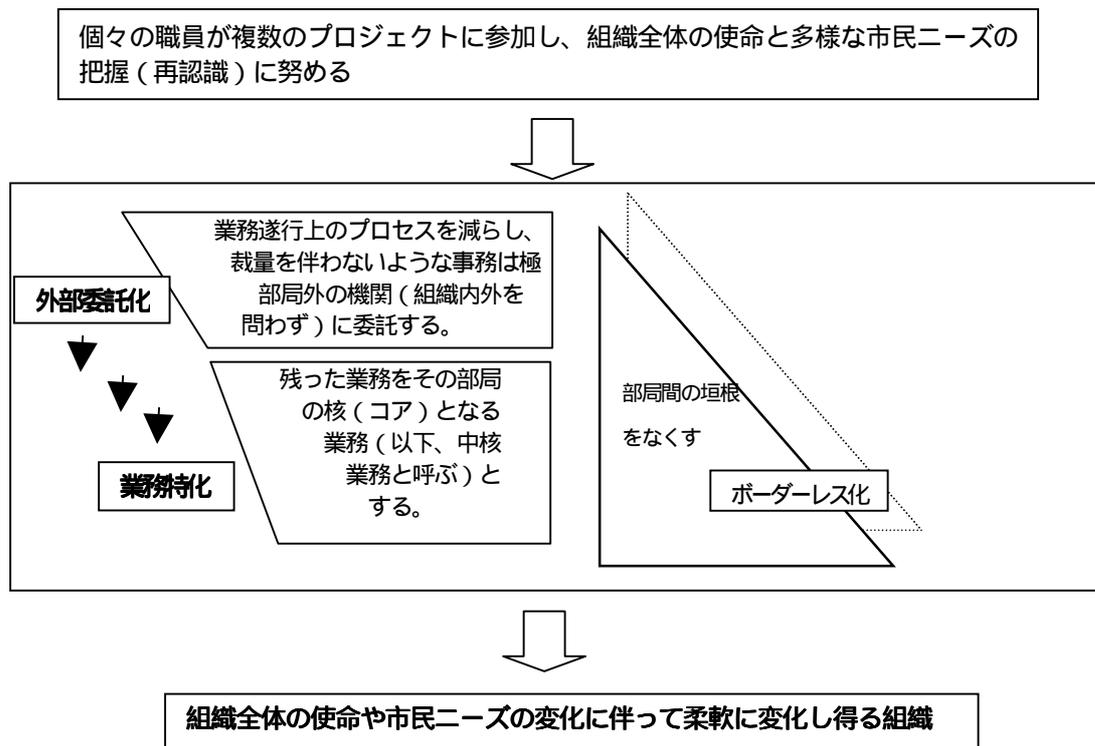 個々の職員が複数のプロジェクトに参加し、組織全体の使命と多様な市民ニーズの
把握（再認識）に努める
業務遂行上のプロセスを減らし、
裁量を伴わないような事務は極
部局外の機関（組織内外を
問わず）に委託する。
外部委託化
残った業務をその部局
の核（コア）となる
業務（以下、中核
業務と呼ぶ）と
する。
業務特化
部局間の垣根
をなくす
ボーダーレス化
組織全体の使命や市民ニーズの変化に伴って柔軟に変化し得る組織